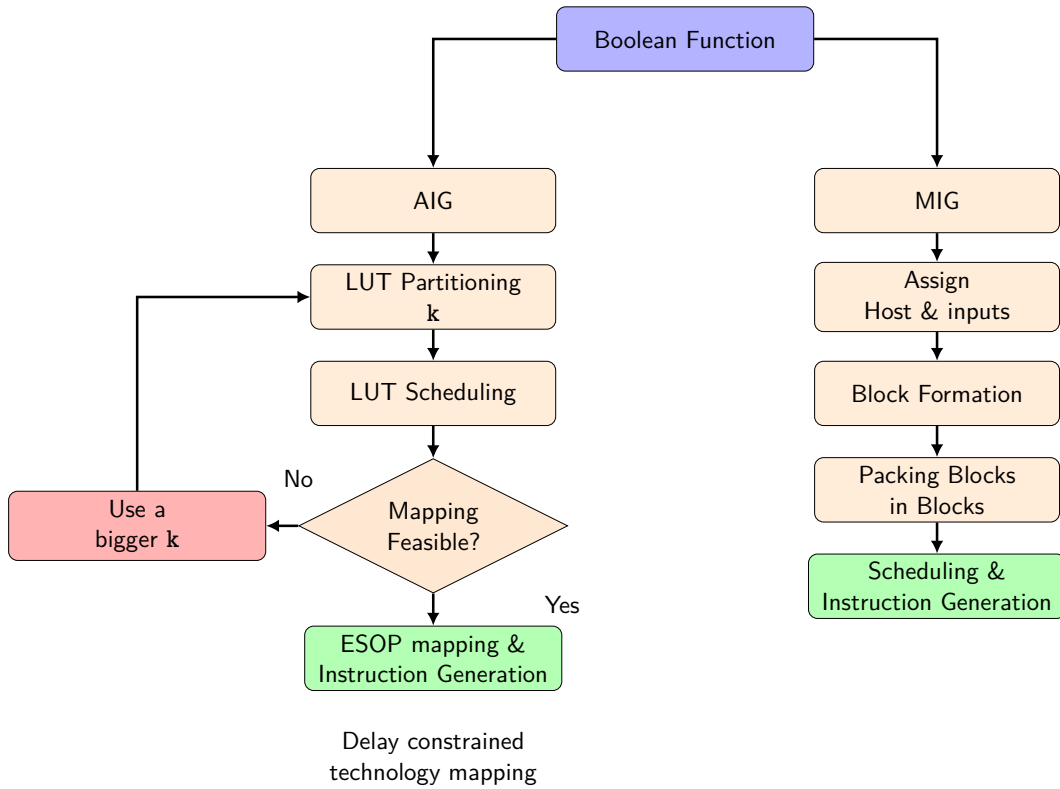 Boolean Function
AIG
MIG
LUT Partitioning
k
Assign
Host & inputs
LUT Scheduling
Block Formation
No
Mapping
Feasible?
Use a
bigger k
Packing Blocks
in Blocks
Scheduling &
Instruction Generation
Yes
ESOP mapping &
Instruction Generation
Delay constrained
technology mapping